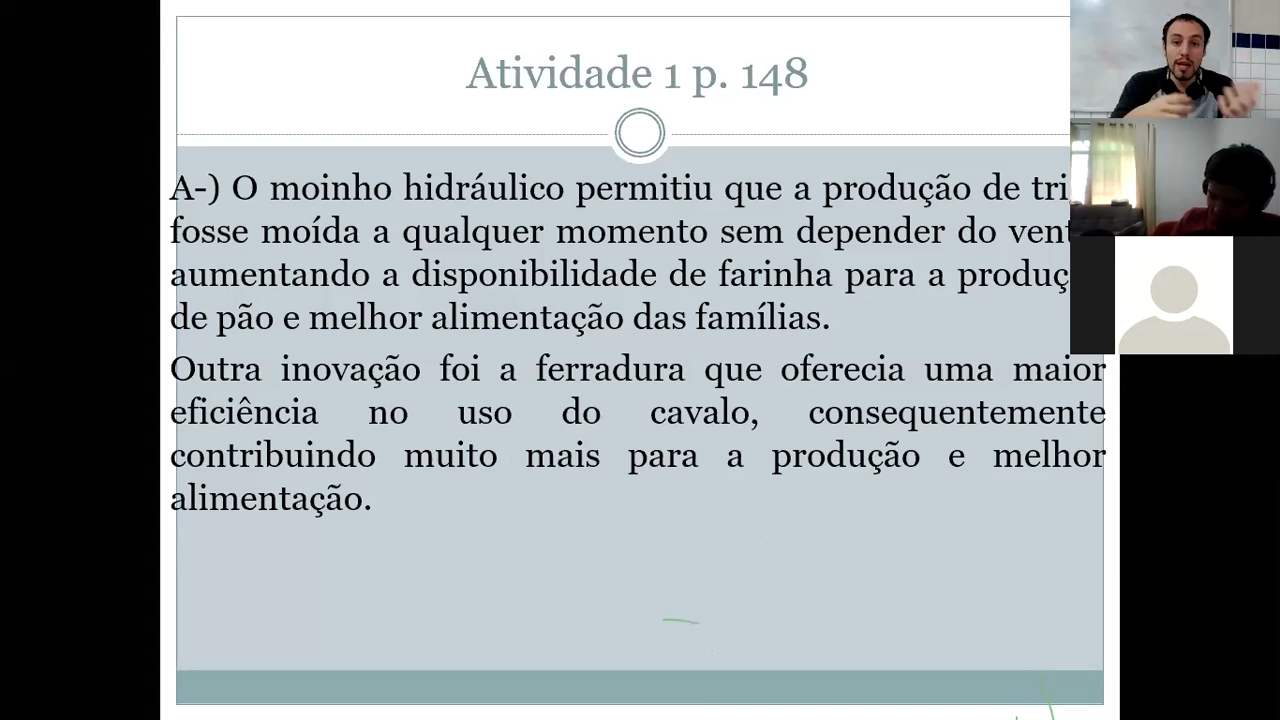 Atividade 1 p. 148
A-) O moinho hidráulico permitiu que a produção de
fosse moída a qualquer momento sem depender do
aumentando a disponibilidade de farinha para a
de pão e melhor alimentação das famílias.
Outra inovação foi a ferradura que oferecia uma maior
eficiência no uso do cavalo, consequentemente
contribuindo muito mais para a produção e melhor
alimentação.